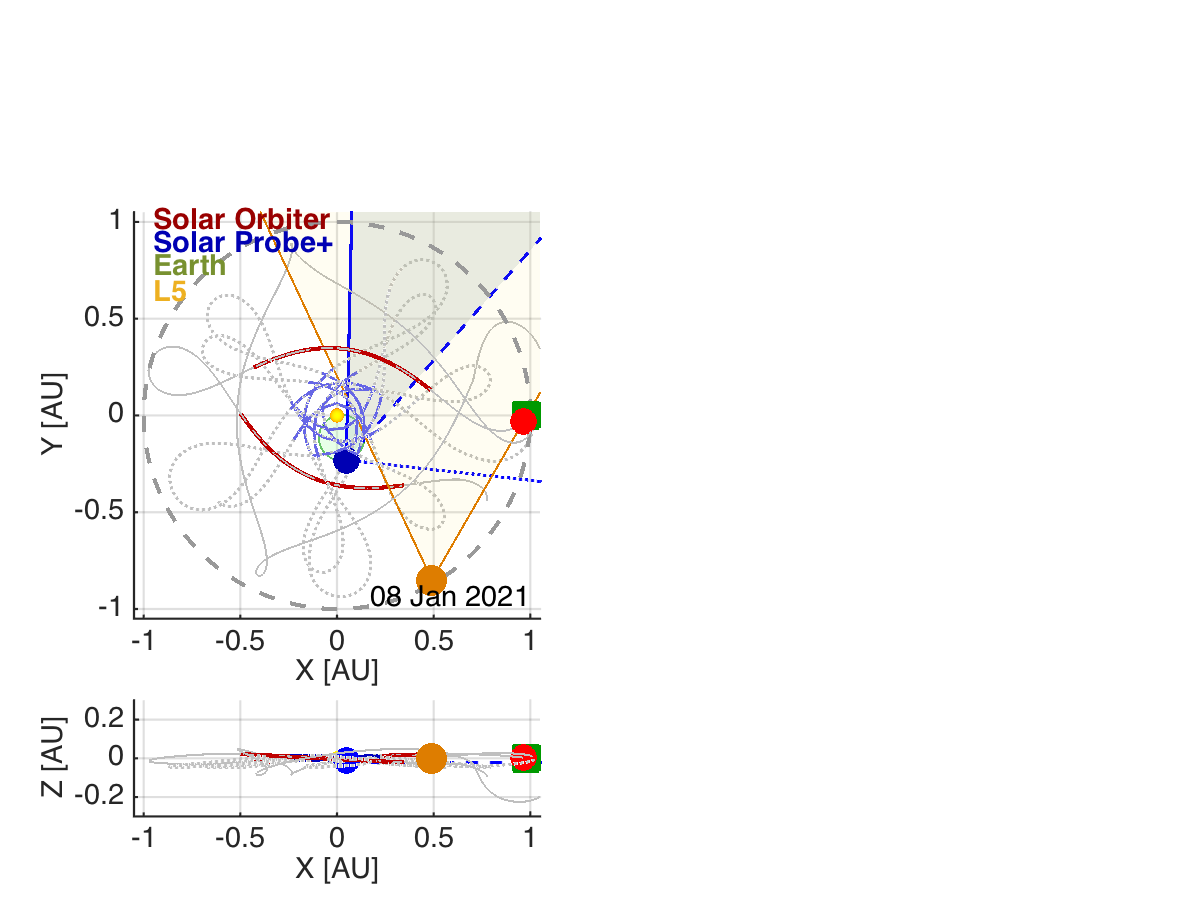 Solar Orbiter
Solar Probe+
Earth
L5
1
0.5
0
-0.5
-1
Y [AU]
08 Jan 2021
-1 -0.5 0 0.5 1
X [AU]
0.2
0
-0.2
Z [AU]
-1 -0.5 0 0.5 1
X [AU]